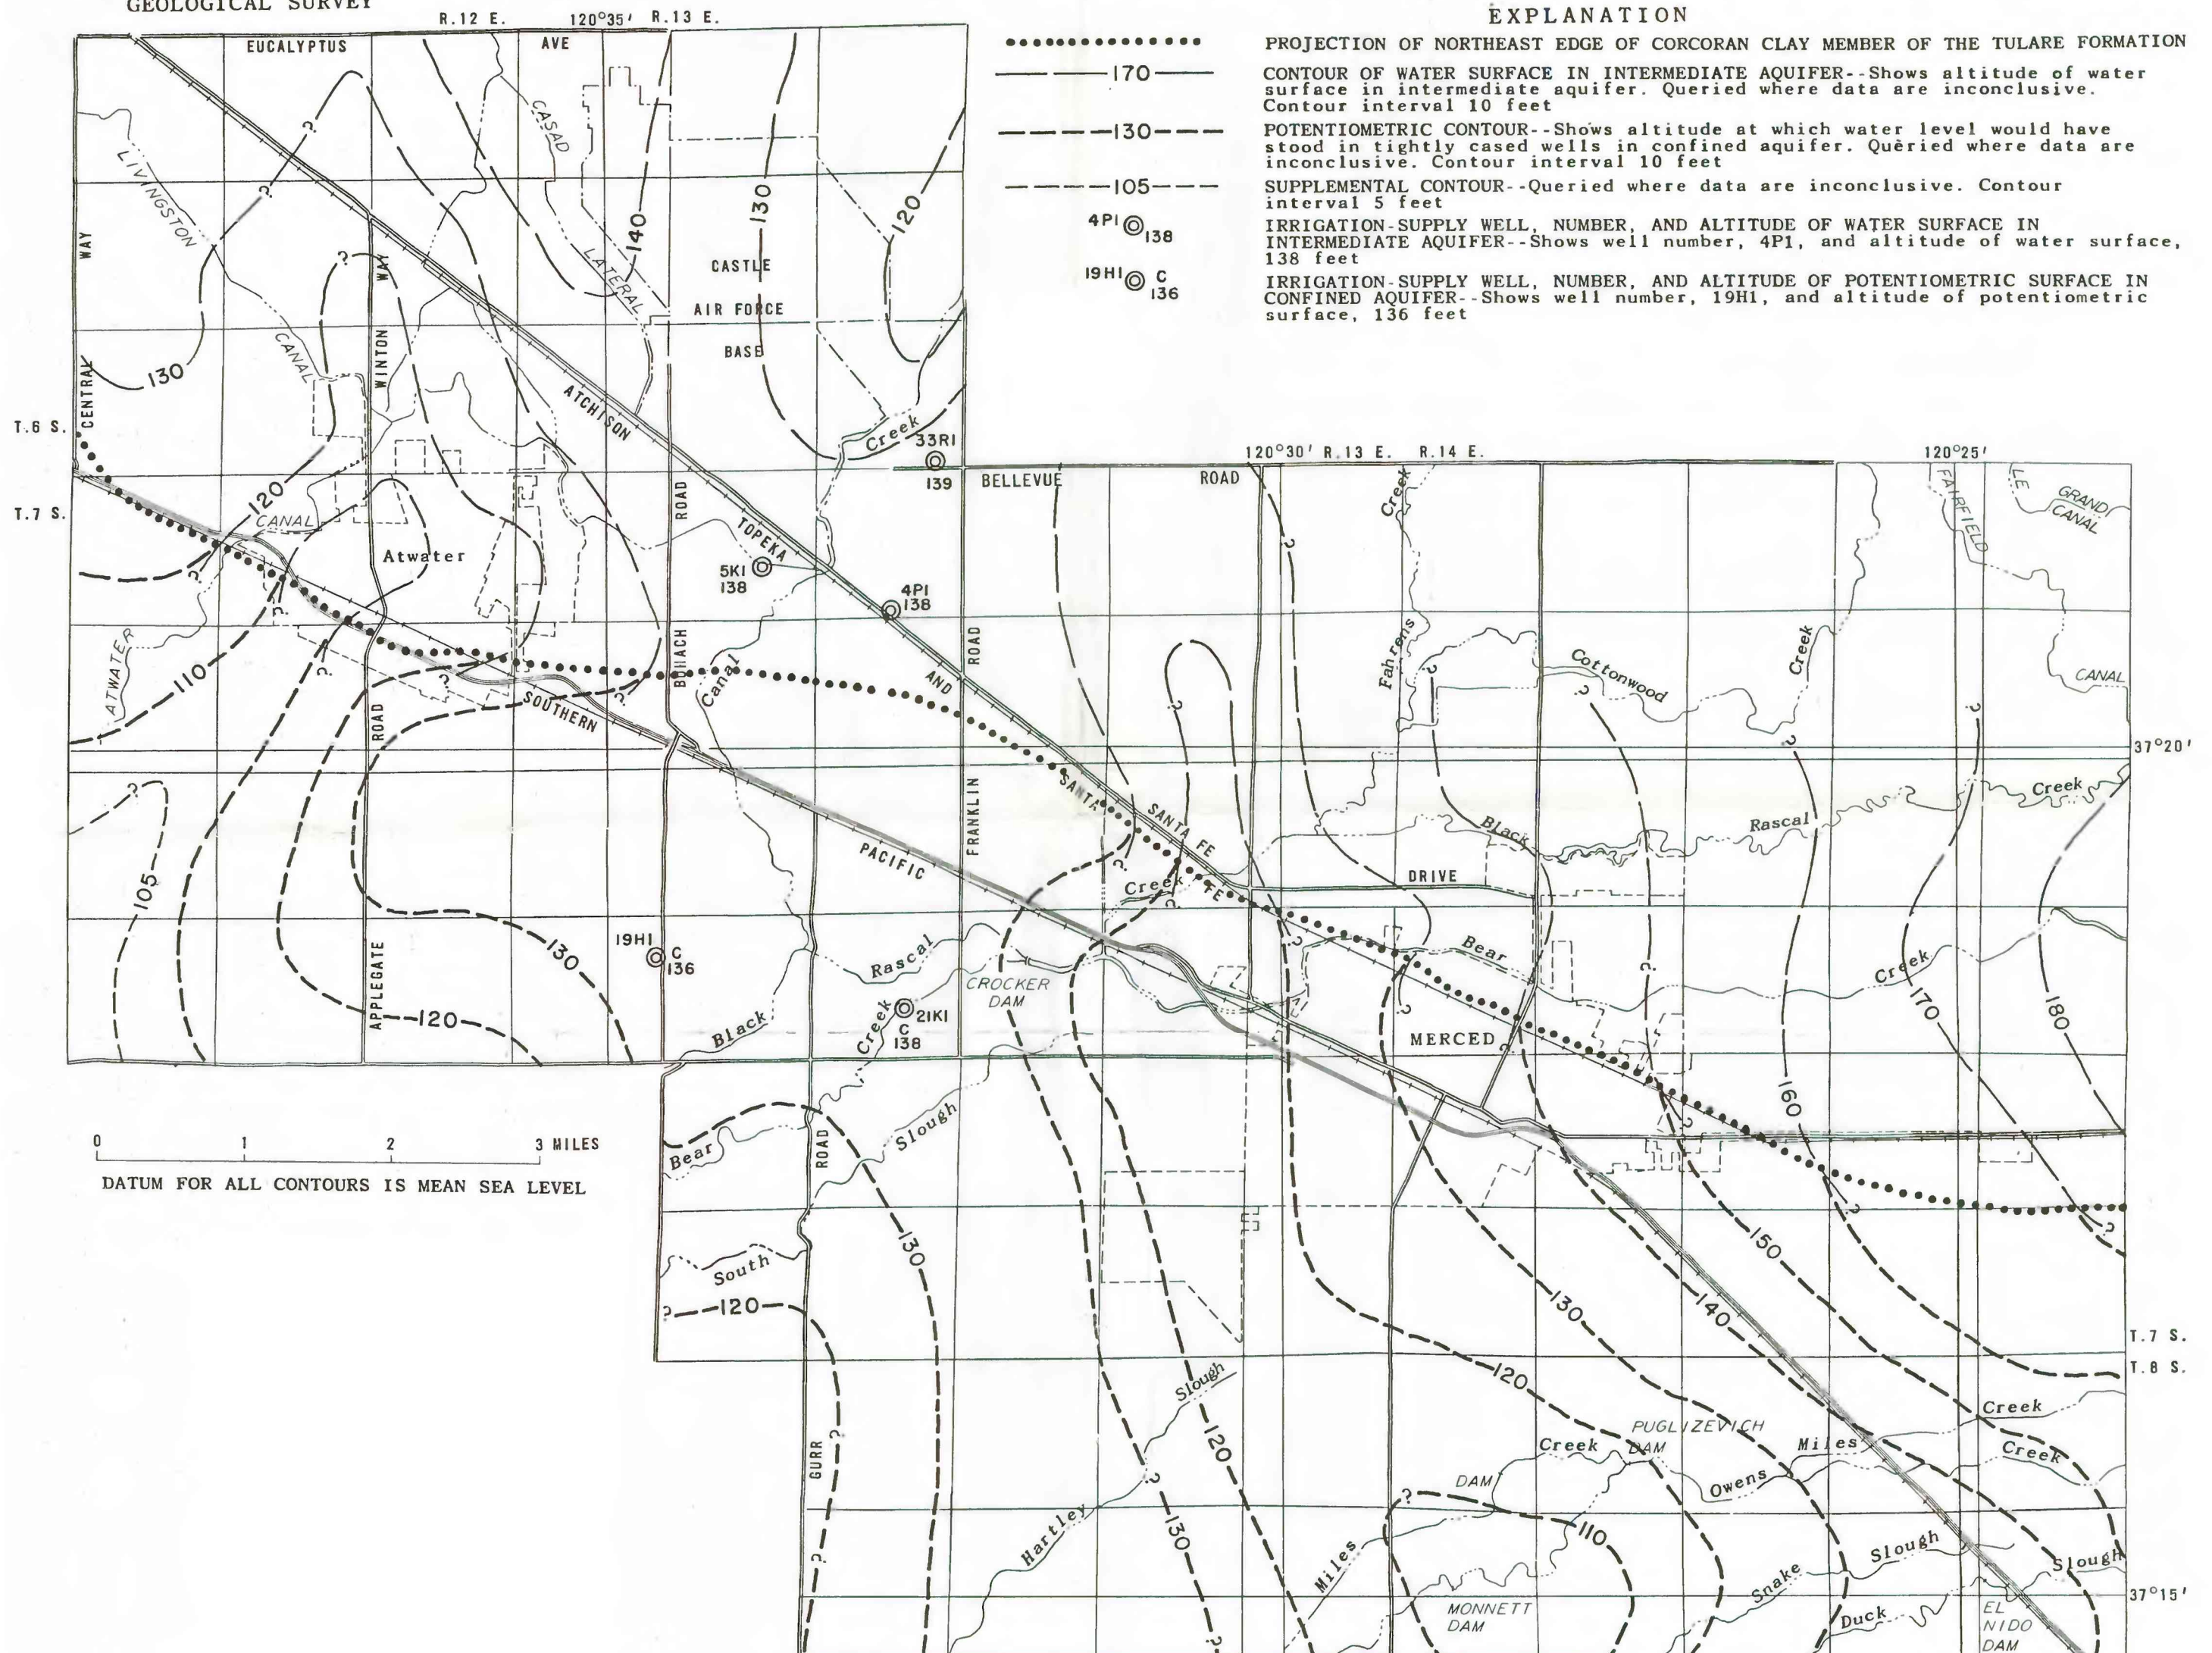 GEOLOGICAL SURVEY
R.12 E. 120°35' R.13 E.
EUCALYPTUS AVE
EXPLANATION
PROJECTION OF NORTHEAST EDGE OF CORCORAN CLAY MEMBER OF THE TULARE FORMATION
170
CONTOUR OF WATER SURFACE IN INTERMEDIATE AQUIFER--Shows altitude of water
surface in intermediate aquifer. Queried where data are inconclusive.
Contour interval 10 feet
130
POTENTIOMETRIC CONTOUR--Shows altitude at which water level would have
stood in tightly cased wells in confined aquifer. Queried where data are
inconclusive. Contour interval 10 feet
105
SUPPLEMENTAL CONTOUR--Queried where data are inconclusive. Contour
interval 5 feet
4P1 138
IRRIGATION-SUPPLY WELL, NUMBER, AND ALTITUDE OF WATER SURFACE IN
INTERMEDIATE AQUIFER--Shows well number, 4P1, and altitude of water surface,
138 feet
19H1 C 136
IRRIGATION-SUPPLY WELL, NUMBER, AND ALTITUDE OF POTENTIOMETRIC SURFACE IN
CONFINED AQUIFER--Shows well number, 19H1, and altitude of potentiometric
surface, 136 feet
CASAD
LATERAL
LIVINGSTON
CANAL
CENTRAL WAY
WINTON WAY
140
130
120
CASTLE
AIR FORCE
BASE
130
T.6 S.
T.7 S.
ATCHISON
TOPEKA
AND
SANTA FE
SANTA FE
Creek
33R1
139
BELLEVUE ROAD
120°30' R.13 E. R.14 E.
120°25'
FAIRFIELD
LE
GRAND
CANAL
CANAL
120
CANAL
Atwater
ATWATER
110
5K1
138
4P1
138
BUHACH ROAD
Canal
FRANKLIN ROAD
Fahrens Creek
Cottonwood
Creek
37°20'
SOUTHERN
PACIFIC
APPLEGATE ROAD
105
130
120
Black
Rascal
Creek
Creek
DRIVE
19H1
C
136
Rascal
CROCKER
DAM
Creek
21K1
C
138
Black
Bear
Creek
MERCED
170
180
160
0 1 2 3 MILES
DATUM FOR ALL CONTOURS IS MEAN SEA LEVEL
Bear
Slough
ROAD
GURR
130
150
South
120
130
140
T.7 S.
T.8 S.
120
Slough
Hartley
120
130
PUGLIZEVICH
DAM
Creek
Miles
Creek
Creek
Owens
DAM
110
Miles
Slough
Slough
Snake
Duck
37°15'
MONNETT
DAM
EL
NIDO
DAM